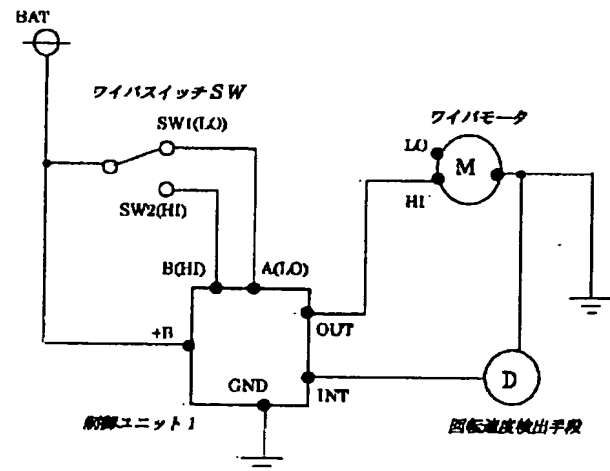 BAT
ワイパスイッチSW
SW1(LO)
SW2(HI)
ワイパモータ
LO
M
HI
B(HI)
A(LO)
+B
OUT
GND
INT
D
制御ユニット1
回転速度検出手段